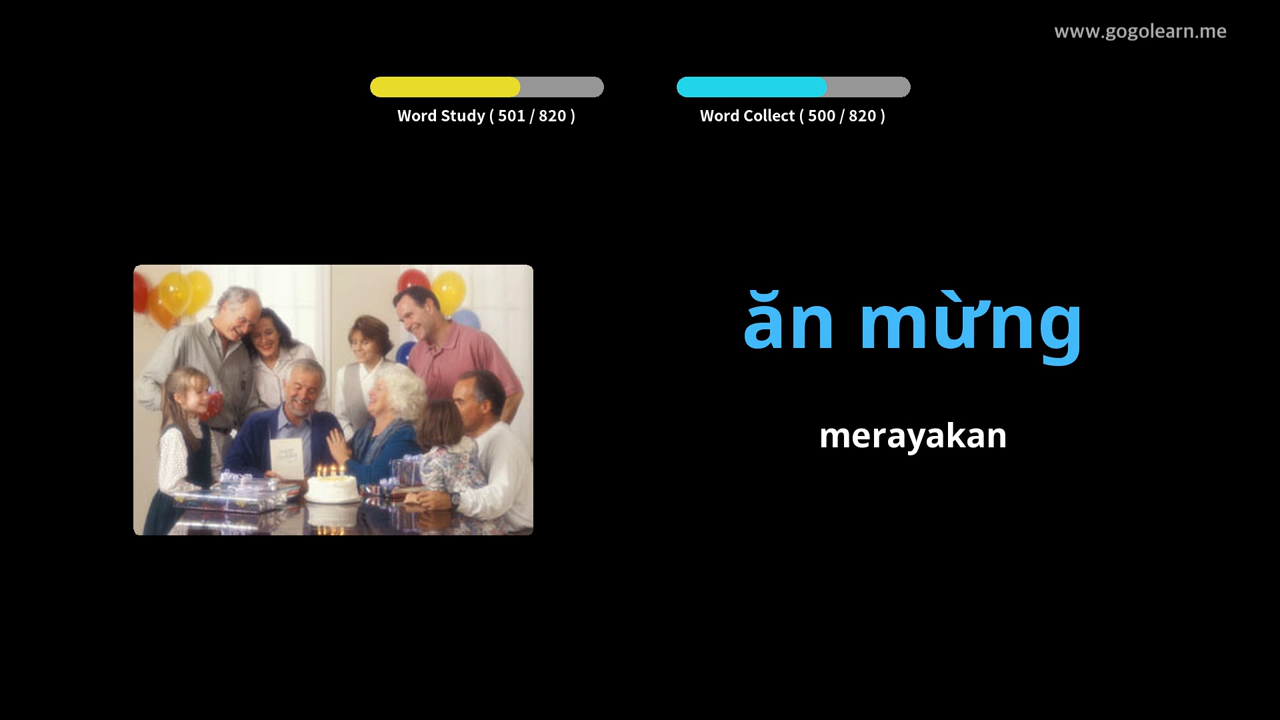 www.gogolearn.me
Word Study ( 501 / 820 )
Word Collect ( 500 / 820 )
ăn mừng
merayakan